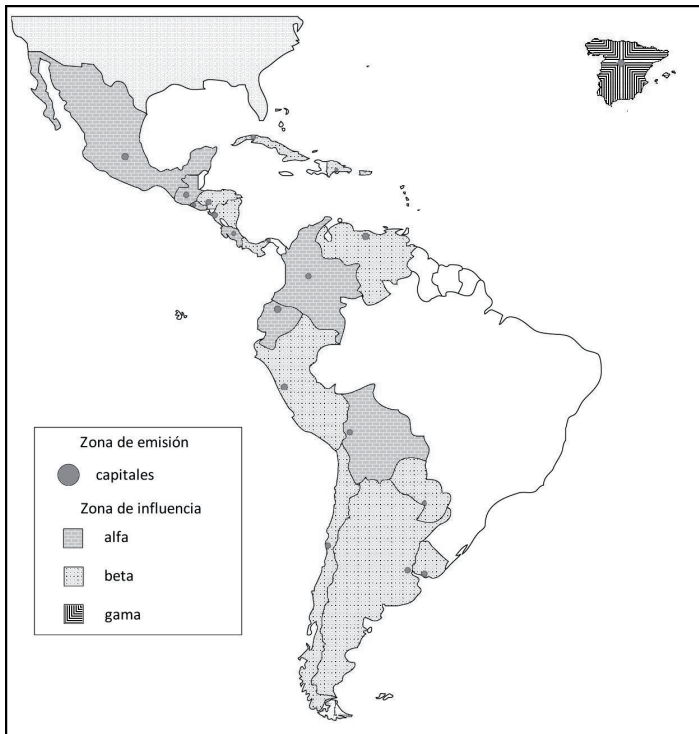 Zona de emisión
capitales
Zona de influencia
alfa
beta
gama